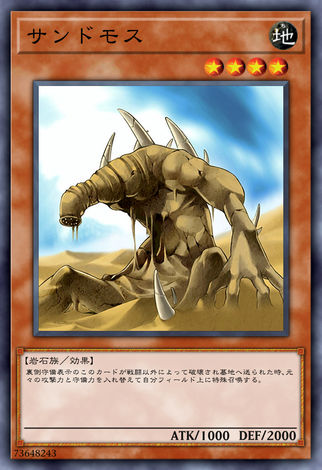 サンドモス
地
ち
【岩石族／効果】
裏側守備表示のこのカードが戦闘以外によって破壊され墓地へ送られた時、元
々の攻撃力と守備力を入れ替えて自分フィールド上に特殊召喚する。
ATK/1000 DEF/2000
73648243